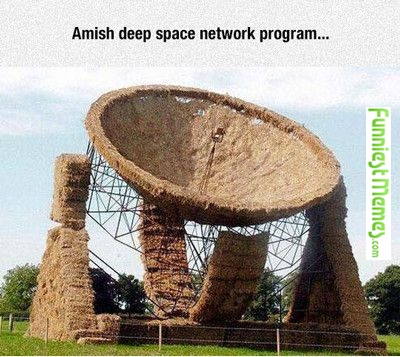 Amish deep space network program...
FunniestMemes.com